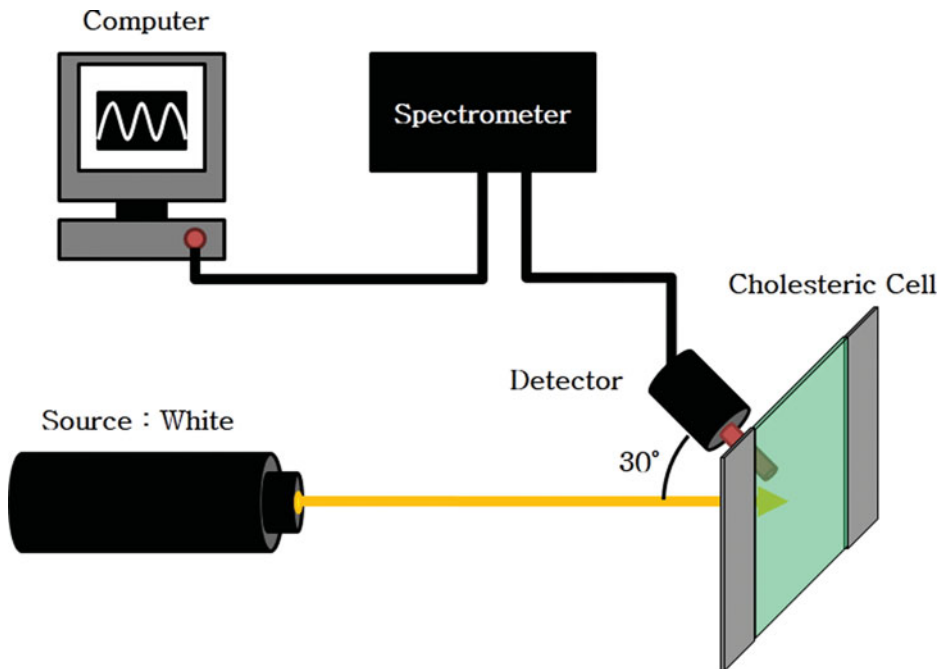 Computer
Spectrometer
Cholesteric Cell
Detector
Source : White
30°